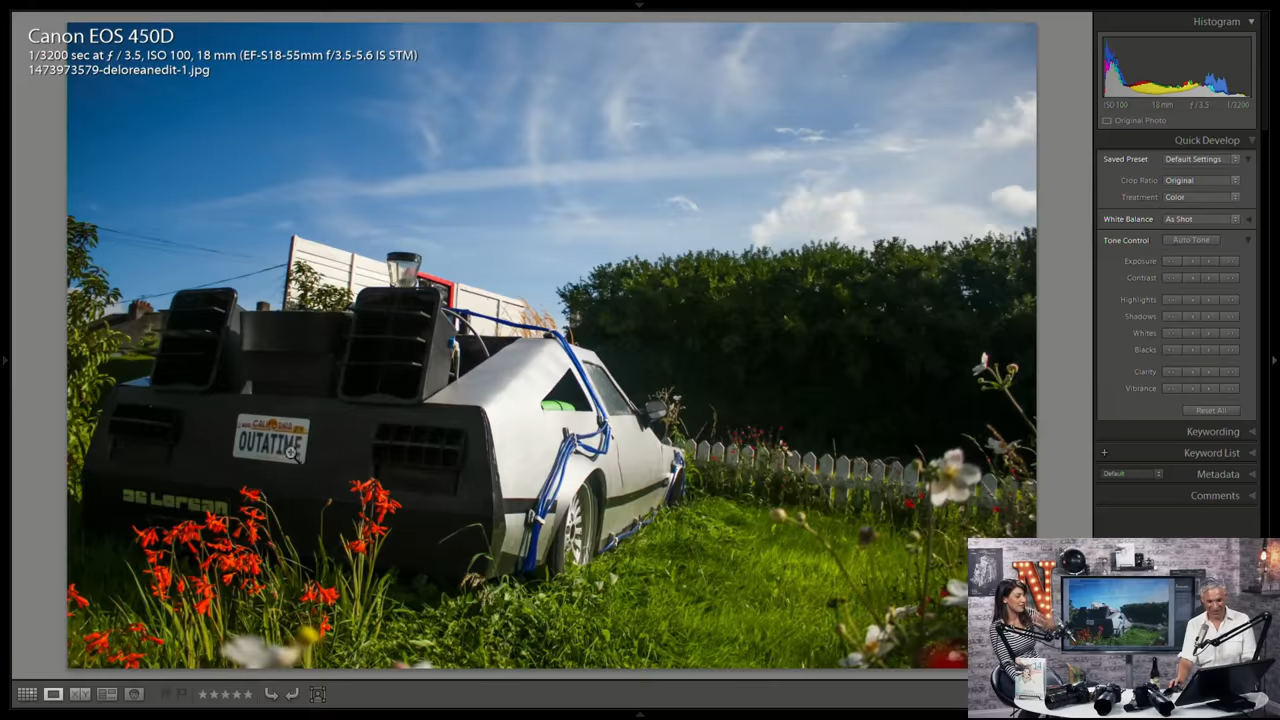 Canon EOS 450D
1/3200 sec at ƒ / 3.5, ISO 100, 18 mm (EF-S18-55mm f/3.5-5.6 IS STM)
1473973579-deloreanedit-1.jpg
Histogram
ISO 100 18 mm ƒ / 3.5 1/3200
Original Photo
Quick Develop
Saved Preset Default Settings
Crop Ratio Original
Treatment Color
White Balance As Shot
Tone Control Auto Tone
Exposure
Contrast
Highlights
Shadows
Whites
Blacks
Clarity
Vibrance
Reset All
Keywording
+ Keyword List
Default Metadata
Comments
OUTATIME
DeLorean
XY
N